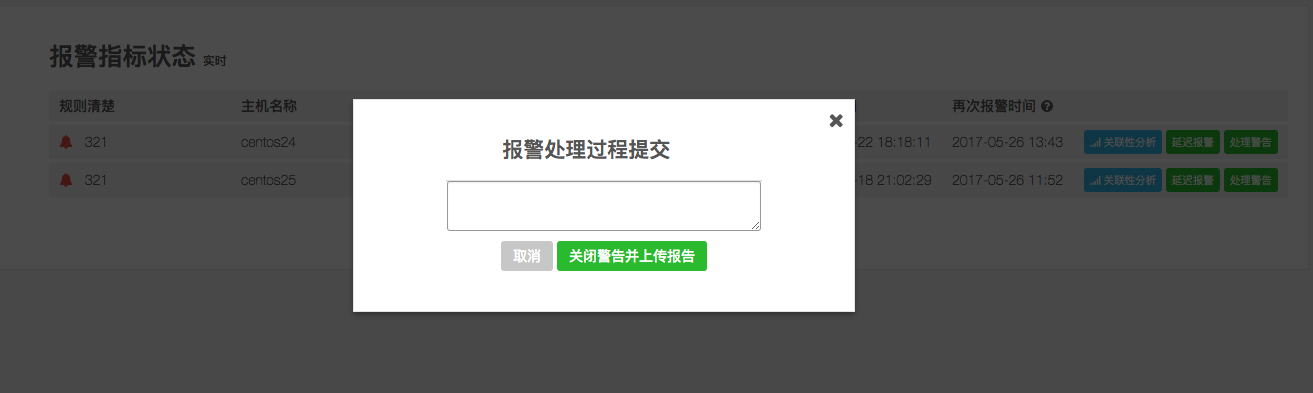 报警指标状态 实时
规则清楚 主机名称 再次报警时间
报警处理过程提交
321 centos24 -22 18:18:11 2017-05-26 13:43 关联性分析 延迟报警 处理警告
321 centos25 -18 21:02:29 2017-05-26 11:52 关联性分析 延迟报警 处理警告
取消 关闭警告并上传报告